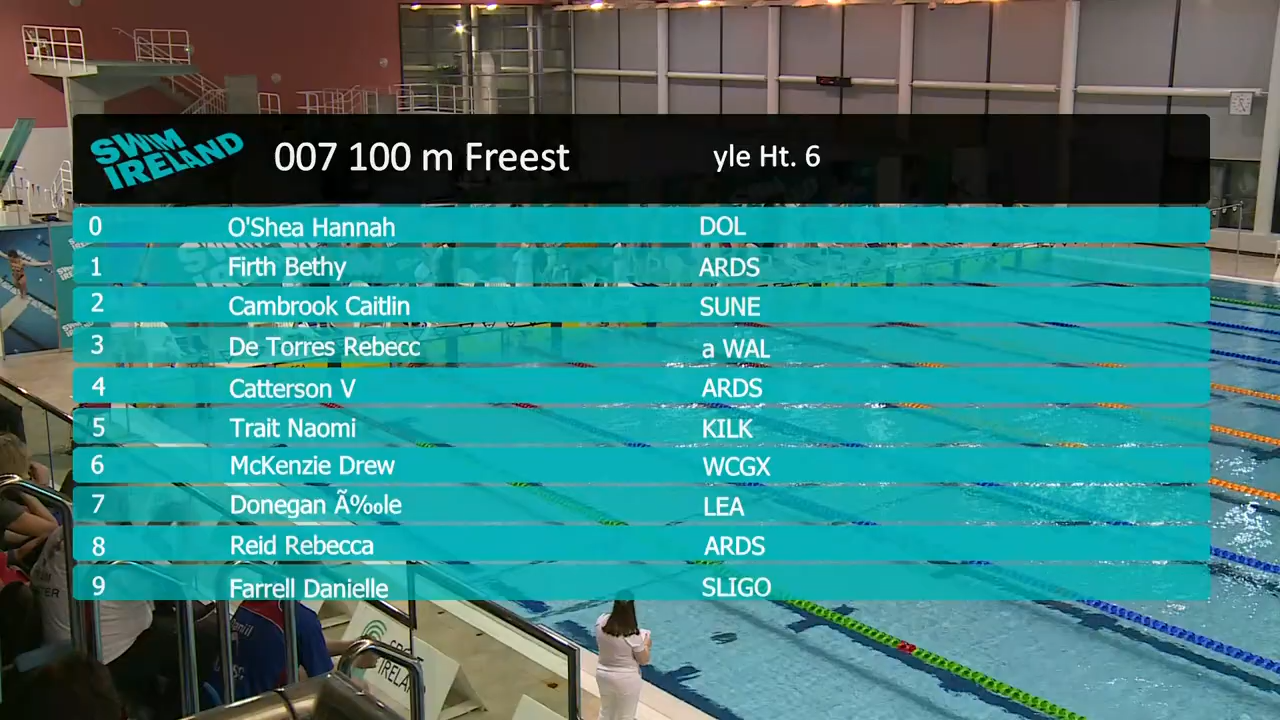 SWIM IRELAND
007 100 m Freest yle Ht. 6
0 O'Shea Hannah DOL
1 Firth Bethy ARDS
2 Cambrook Caitlin SUNE
3 De Torres Rebecc a WAL
4 Catterson V ARDS
5 Trait Naomi KILK
6 McKenzie Drew WCGX
7 Donegan Ã‰le LEA
8 Reid Rebecca ARDS
9 Farrell Danielle SLIGO